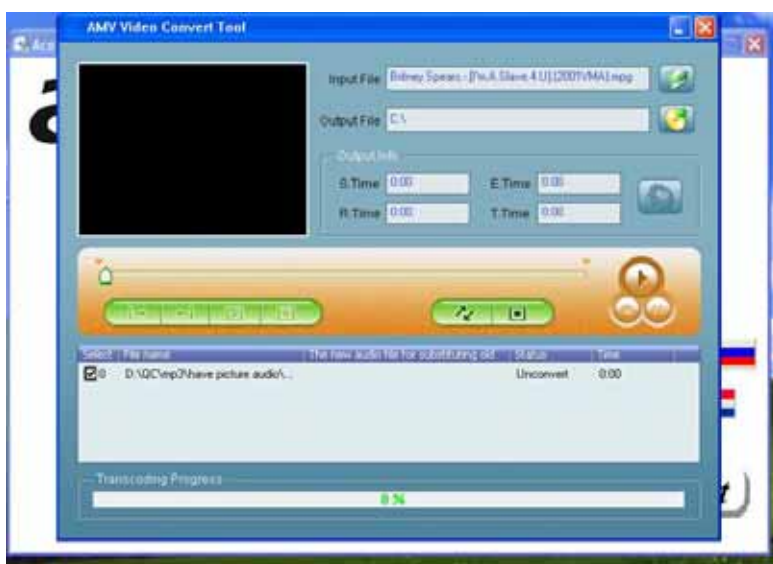 AMV Video Convert Tool
Aco
a
Input File Britney Spears - [I'm A Slave 4 U].[2001VMA].mpg
Output File C:\
Output Info
S.Time 0:00 E.Time 0:00
R.Time 0:00 T.Time 0:00
Select File name The new audio file for substituting old Status Time
0 D:\QC\mp3\have picture audio\... Unconvert 0:00
Transcoding Progress
0 %
t